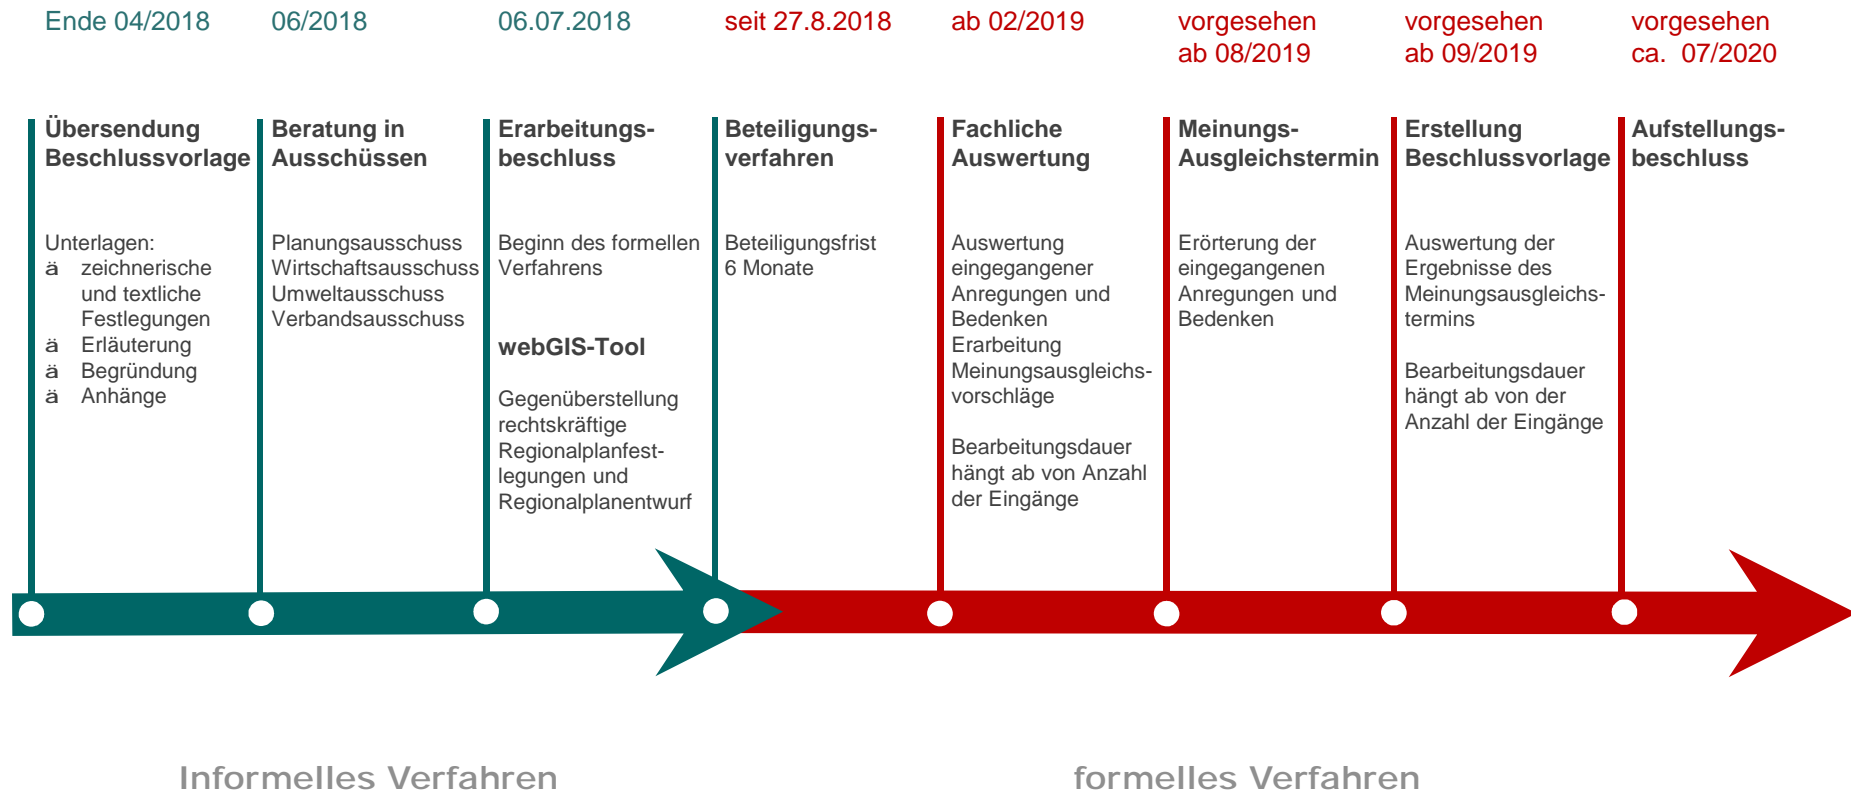 Ende 04/2018
06/2018
06.07.2018
seit 27.8.2018
ab 02/2019
vorgesehen
ab 08/2019
vorgesehen
ab 09/2019
vorgesehen
ca. 07/2020
Übersendung
Beschlussvorlage
Unterlagen:
ä zeichnerische
und textliche
Festlegungen
ä Erläuterung
ä Begründung
ä Anhänge
Beratung in
Ausschüssen
Planungsausschuss
Wirtschaftsausschuss
Umweltausschuss
Verbandsausschuss
Erarbeitungs-
beschluss
Beginn des formellen
Verfahrens
webGIS-Tool
Gegenüberstellung
rechtskräftige
Regionalplanfest-
legungen und
Regionalplanentwurf
Beteiligungs-
verfahren
Beteiligungsfrist
6 Monate
Fachliche
Auswertung
Auswertung
eingegangener
Anregungen und
Bedenken
Erarbeitung
Meinungsausgleichs-
vorschläge
Bearbeitungsdauer
hängt ab von Anzahl
der Eingänge
Meinungs-
Ausgleichstermin
Erörterung der
eingegangenen
Anregungen und
Bedenken
Erstellung
Beschlussvorlage
Auswertung der
Ergebnisse des
Meinungsausgleichs-
termins
Bearbeitungsdauer
hängt ab von der
Anzahl der Eingänge
Aufstellungs-
beschluss
Informelles Verfahren
formelles Verfahren